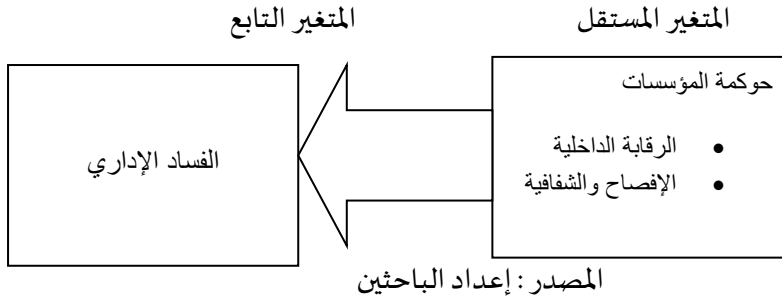 المتغير المستقل
المتغير التابع
حوكمة المؤسسات
• الرقابة الداخلية
• الإفصاح والشفافية
الفساد الإداري
المصدر : إعداد الباحثين